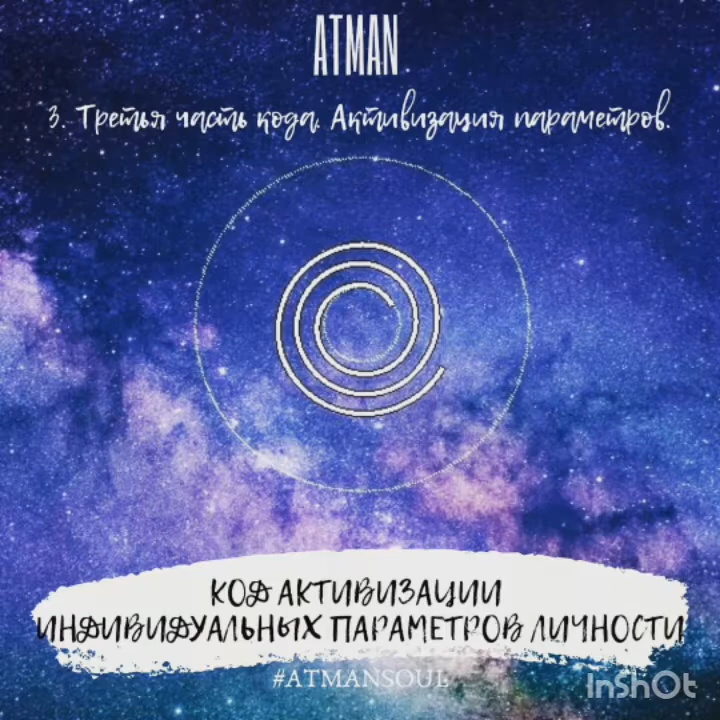 ATMAN
3. Третья часть кода. Активизация параметров.
КОД АКТИВИЗАЦИИ
ИНДИВИДУАЛЬНЫХ ПАРАМЕТРОВ ЛИЧНОСТИ
#ATMANSOUL
InShOt